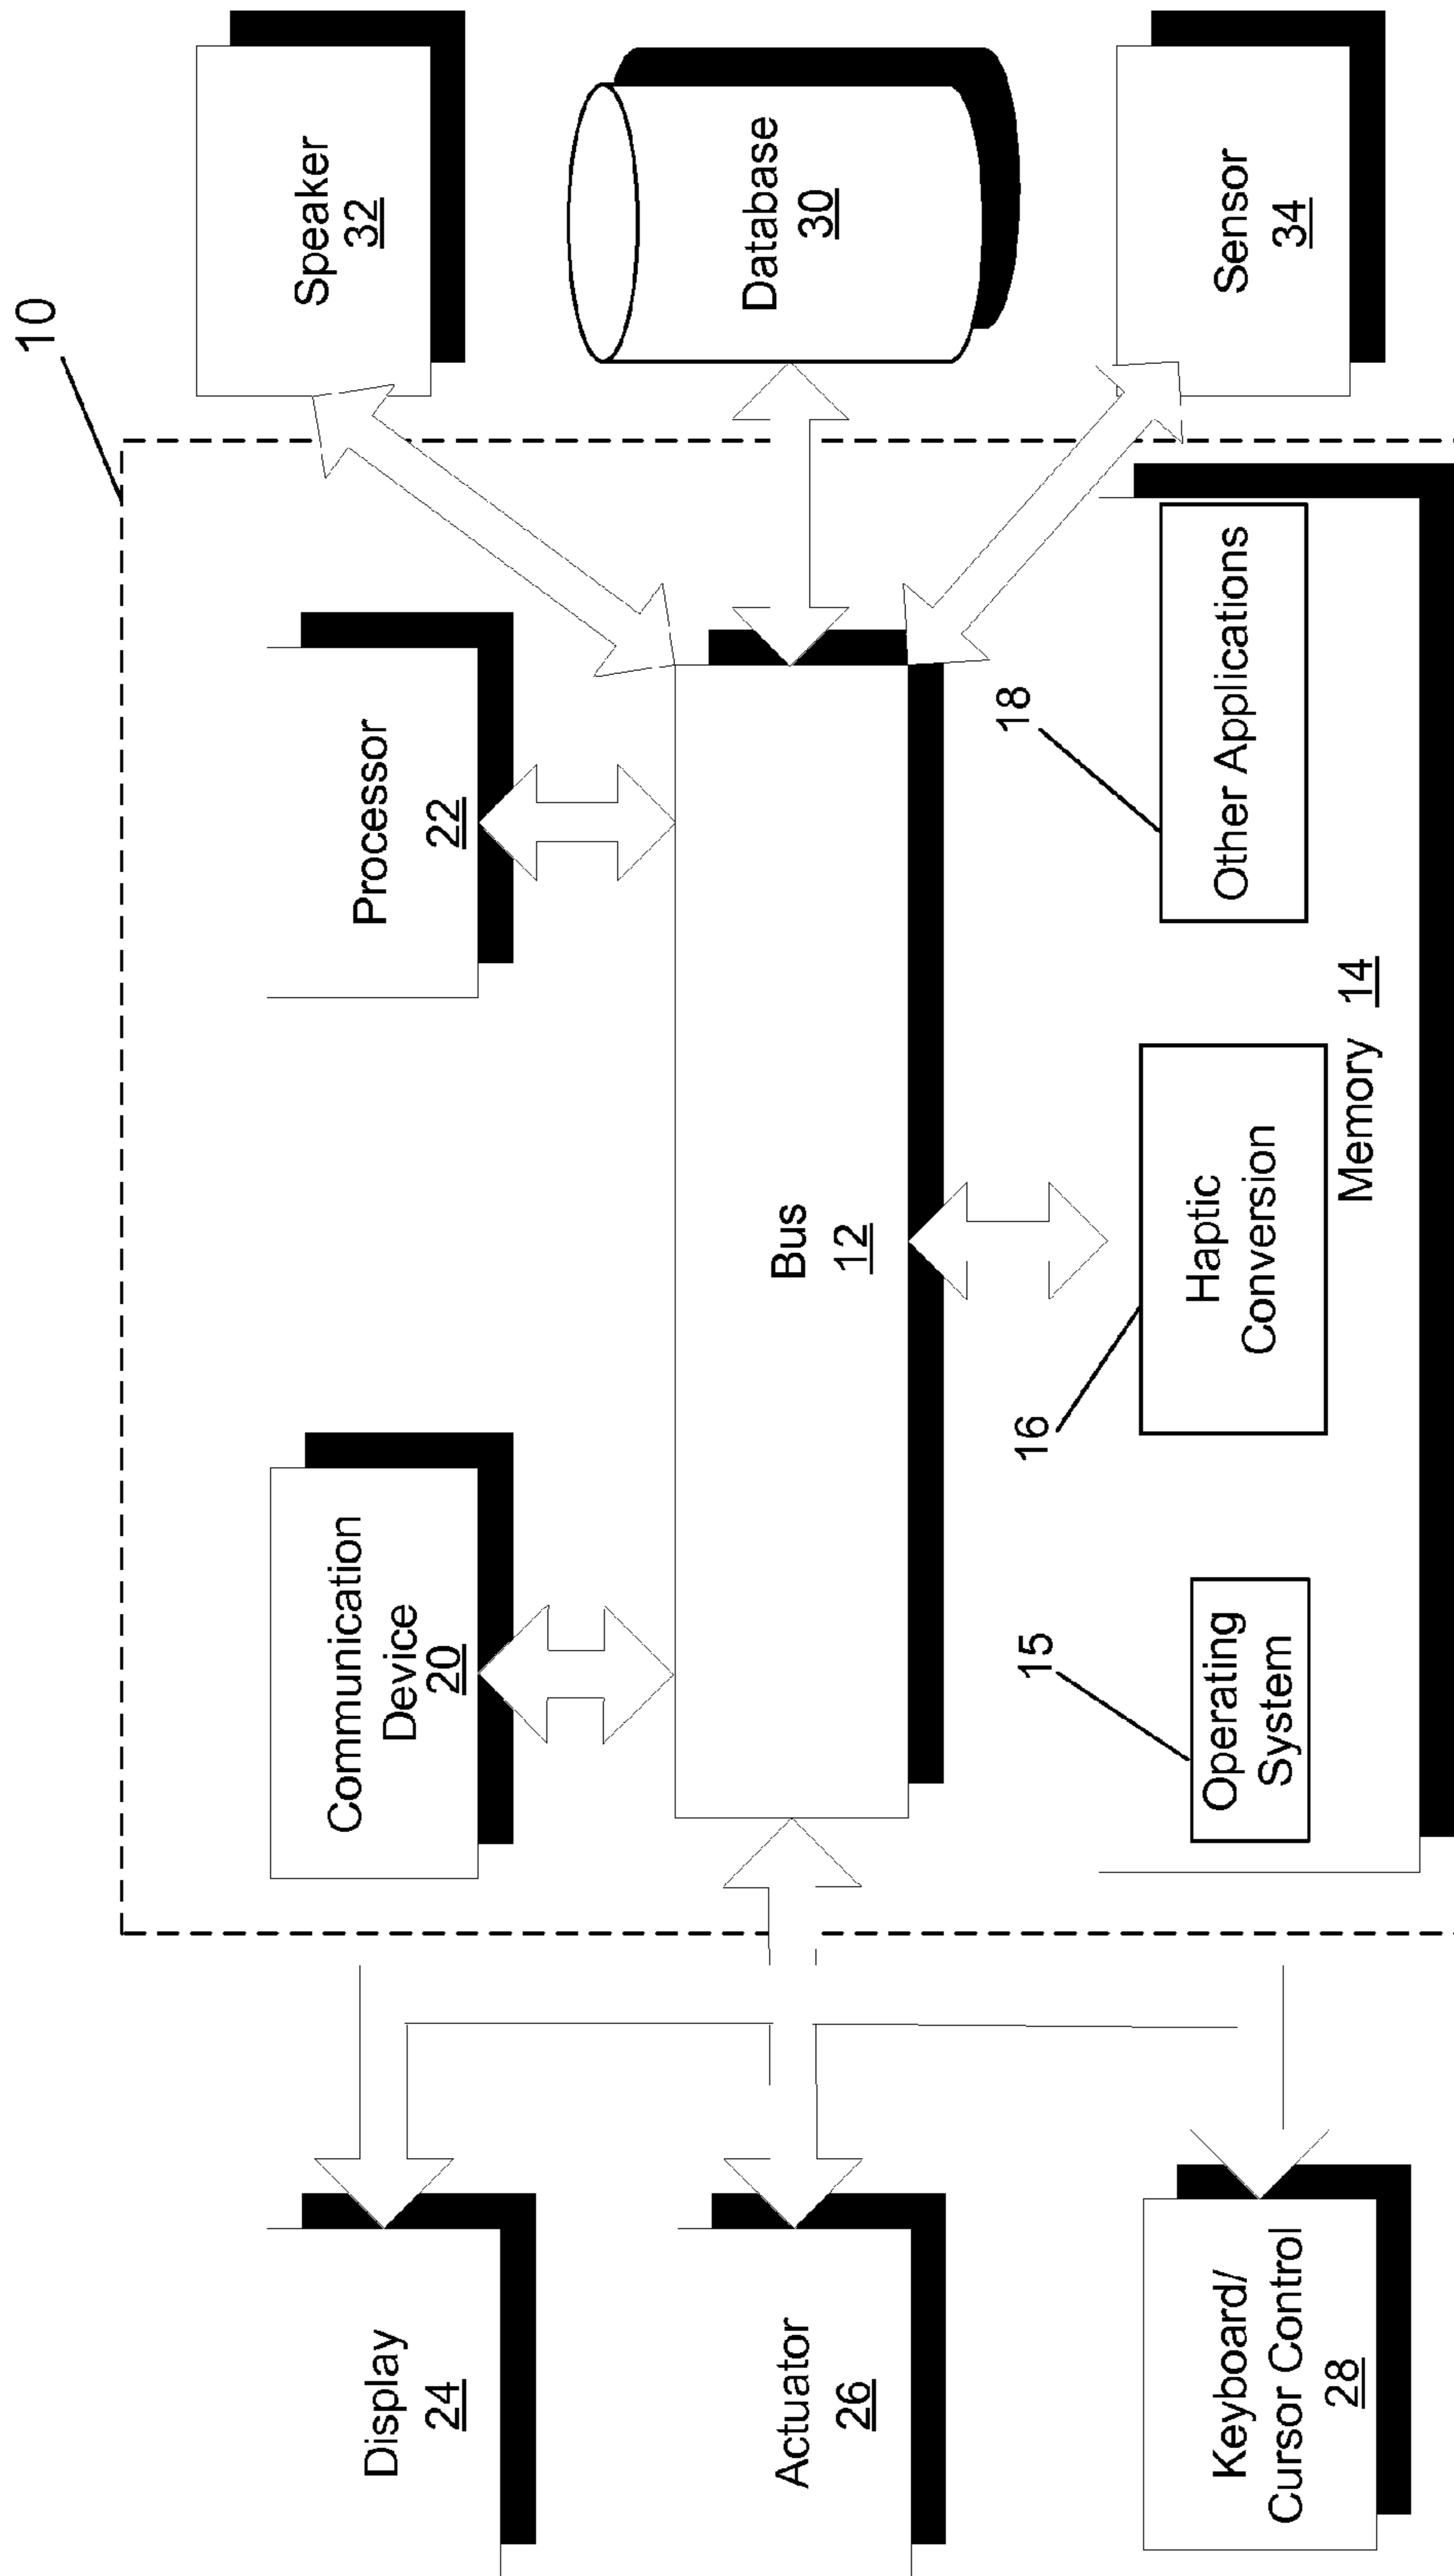 10
Display
24
Actuator
26
Keyboard/
Cursor Control
28
Communication
Device
20
Processor
22
Bus
12
15
Operating
System
16
Haptic
Conversion
18
Other Applications
Memory 14
Speaker
32
Database
30
Sensor
34